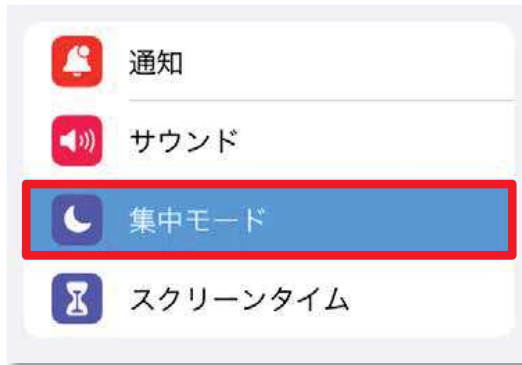 通知
サウンド
集中モード
スクリーンタイム